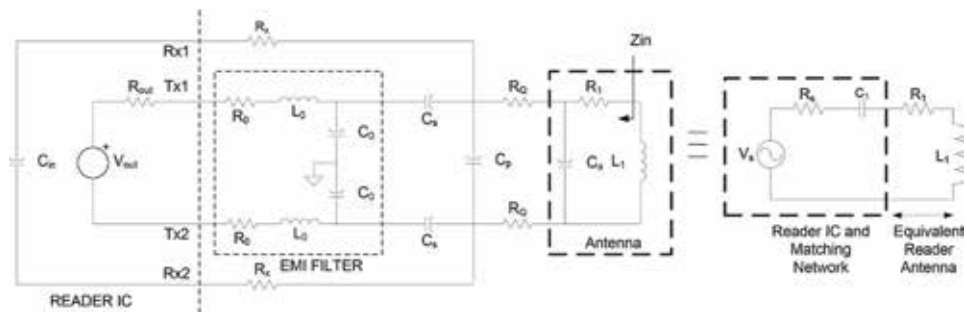 Rx1
Rx
Zin
Rout
Tx1
R0
L0
C0
Cs
RQ
R1
Rs
C1
R1
Cin
Vout
Cp
Ca
L1
Vs
L1
C0
Tx2
R0
L0
Cs
RQ
Antenna
Reader IC and
Matching
Network
Equivalent
Reader
Antenna
EMI FILTER
Rx2
Rx
READER IC